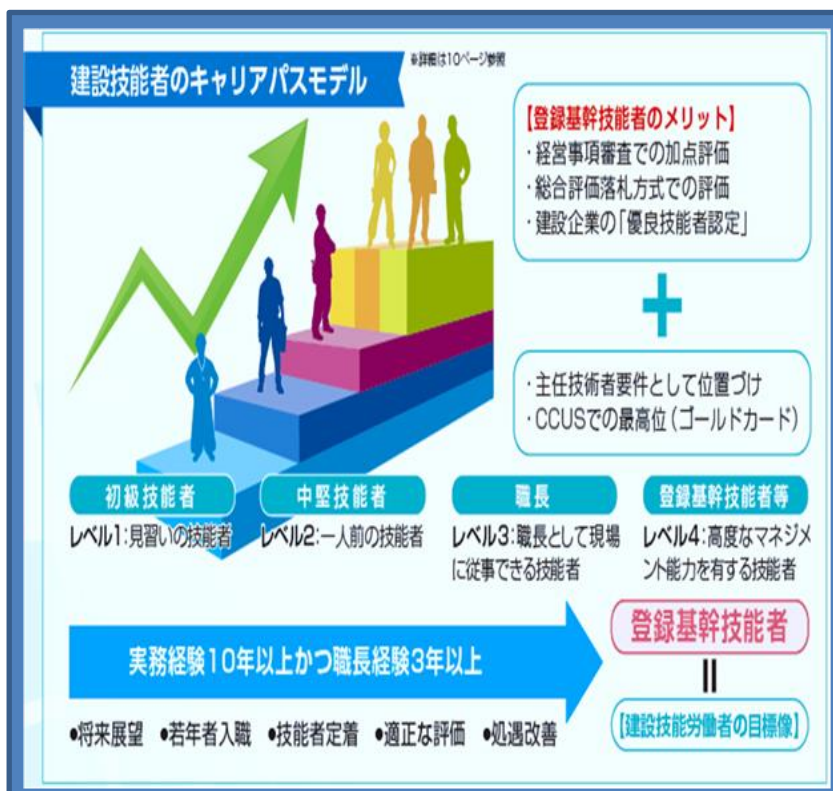 建設技能者のキャリアパスモデル
※詳細は10ページ参照
【登録基幹技能者のメリット】
・経営事項審査での加点評価
・総合評価落札方式での評価
・建設企業の「優良技能者認定」
+
・主任技術者要件として位置づけ
・CCUSでの最高位(ゴールドカード)
初級技能者
レベル1:見習いの技能者
中堅技能者
レベル2:一人前の技能者
職長
レベル3:職長として現場
に従事できる技能者
登録基幹技能者等
レベル4:高度なマネジメ
ント能力を有する技能者
実務経験10年以上かつ職長経験3年以上
登録基幹技能者
=
【建設技能労働者の目標像】
●将来展望 ●若年者入職 ●技能者定着 ●適正な評価 ●処遇改善